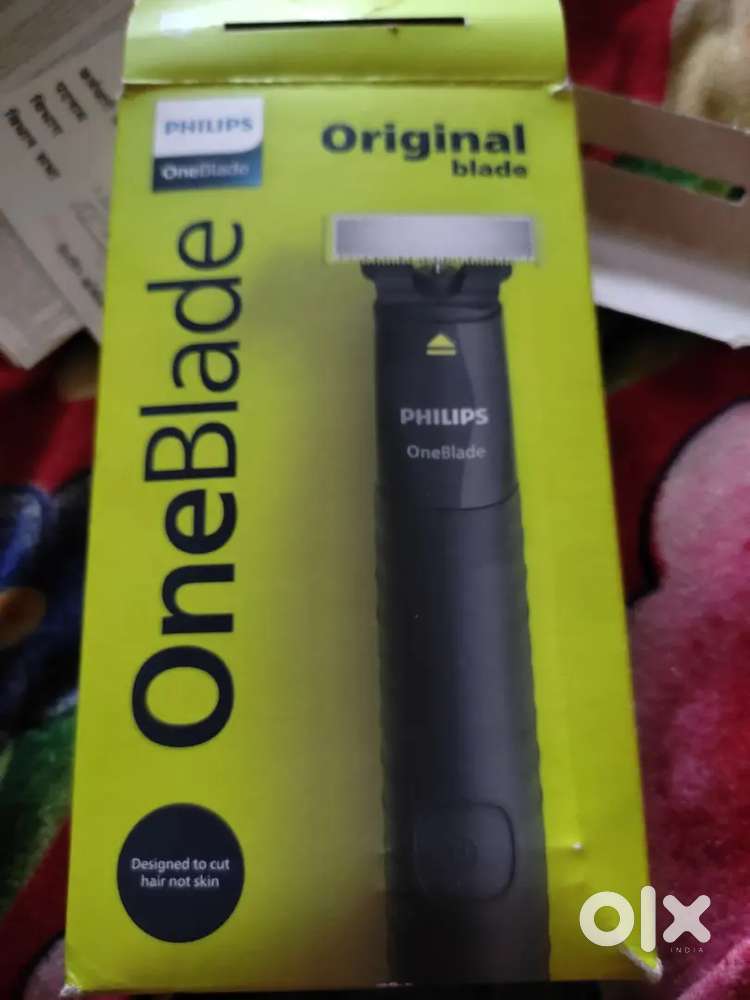 PHILIPS
OneBlade
Original
blade
OneBlade
PHILIPS
OneBlade
Designed to cut
hair not skin
olx
INDIA